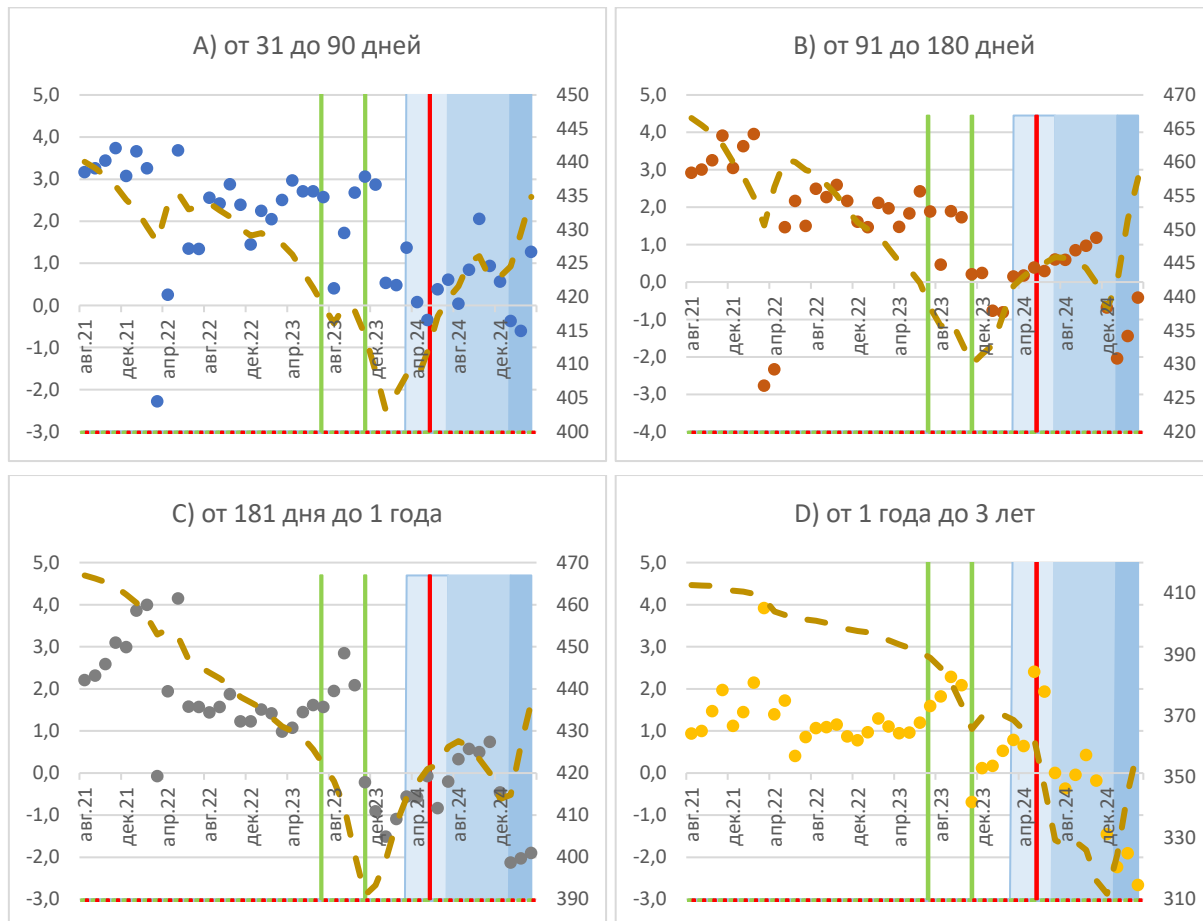 A) от 31 до 90 дней
5,0
4,0
3,0
2,0
1,0
0,0
-1,0
-2,0
-3,0
450
445
440
435
430
425
420
415
410
405
400
авг.21
дек.21
апр.22
авг.22
дек.22
апр.23
авг.23
дек.23
апр.24
авг.24
дек.24
B) от 91 до 180 дней
5,0
4,0
3,0
2,0
1,0
0,0
-1,0
-2,0
-3,0
-4,0
470
465
460
455
450
445
440
435
430
425
420
авг.21
дек.21
апр.22
авг.22
дек.22
апр.23
авг.23
дек.23
апр.24
авг.24
дек.24
C) от 181 дня до 1 года
5,0
4,0
3,0
2,0
1,0
0,0
-1,0
-2,0
-3,0
470
460
450
440
430
420
410
400
390
авг.21
дек.21
апр.22
авг.22
дек.22
апр.23
авг.23
дек.23
апр.24
авг.24
дек.24
D) от 1 года до 3 лет
5,0
4,0
3,0
2,0
1,0
0,0
-1,0
-2,0
-3,0
410
390
370
350
330
310
авг.21
дек.21
апр.22
авг.22
дек.22
апр.23
авг.23
дек.23
апр.24
авг.24
дек.24